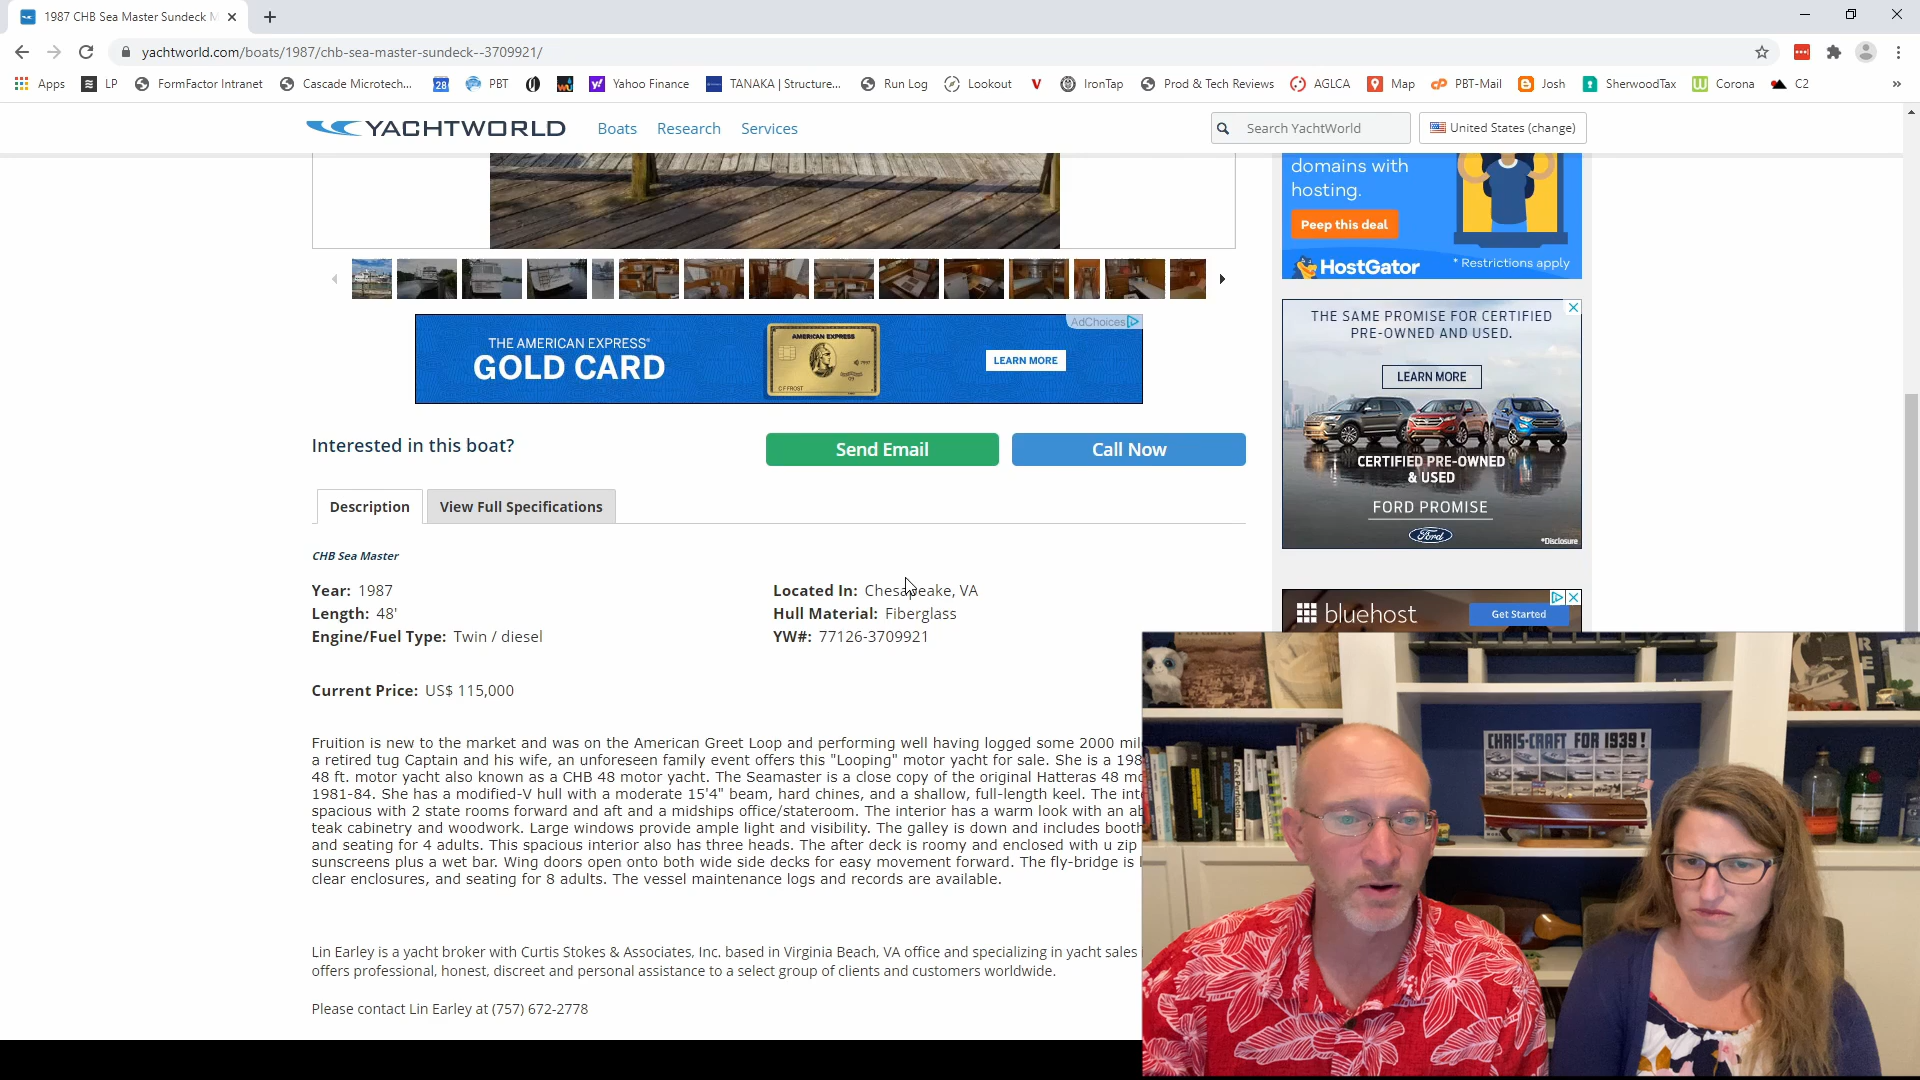 1987 CHB Sea Master Sundeck M
yachtworld.com/boats/1987/chb-sea-master-sundeck--3709921/
Apps LP FormFactor Intranet Cascade Microtech... 28 PBT Yahoo Finance TANAKA | Structure... Run Log Lookout V IronTap Prod & Tech Reviews AGLCA Map PBT-Mail Josh SherwoodTax Corona C2 »
YACHTWORLD Boats Research Services Search YachtWorld United States (change)
domains with
hosting.
Peep this deal
HostGator * Restrictions apply
AdChoices
THE AMERICAN EXPRESS®
GOLD CARD
AMERICAN EXPRESS
C F FROST
LEARN MORE
THE SAME PROMISE FOR CERTIFIED
PRE-OWNED AND USED.
LEARN MORE
CERTIFIED PRE-OWNED
& USED
FORD PROMISE
Ford
*Disclosure
Interested in this boat? Send Email Call Now
Description View Full Specifications
CHB Sea Master
Year: 1987 Located In: Chesapeake, VA
Length: 48' Hull Material: Fiberglass
Engine/Fuel Type: Twin / diesel YW#: 77126-3709921
bluehost Get Started
Current Price: US$ 115,000
Fruition is new to the market and was on the American Greet Loop and performing well having logged some 2000 mil
a retired tug Captain and his wife, an unforeseen family event offers this "Looping" motor yacht for sale. She is a 198
48 ft. motor yacht also known as a CHB 48 motor yacht. The Seamaster is a close copy of the original Hatteras 48 mo
1981-84. She has a modified-V hull with a moderate 15'4" beam, hard chines, and a shallow, full-length keel. The inte
spacious with 2 state rooms forward and aft and a midships office/stateroom. The interior has a warm look with an ab
teak cabinetry and woodwork. Large windows provide ample light and visibility. The galley is down and includes booth
and seating for 4 adults. This spacious interior also has three heads. The after deck is roomy and enclosed with u zip
sunscreens plus a wet bar. Wing doors open onto both wide side decks for easy movement forward. The fly-bridge is l
clear enclosures, and seating for 8 adults. The vessel maintenance logs and records are available.
Lin Earley is a yacht broker with Curtis Stokes & Associates, Inc. based in Virginia Beach, VA office and specializing in yacht sales
offers professional, honest, discreet and personal assistance to a select group of clients and customers worldwide.
Please contact Lin Earley at (757) 672-2778
CHRIS-CRAFT FOR 1939!